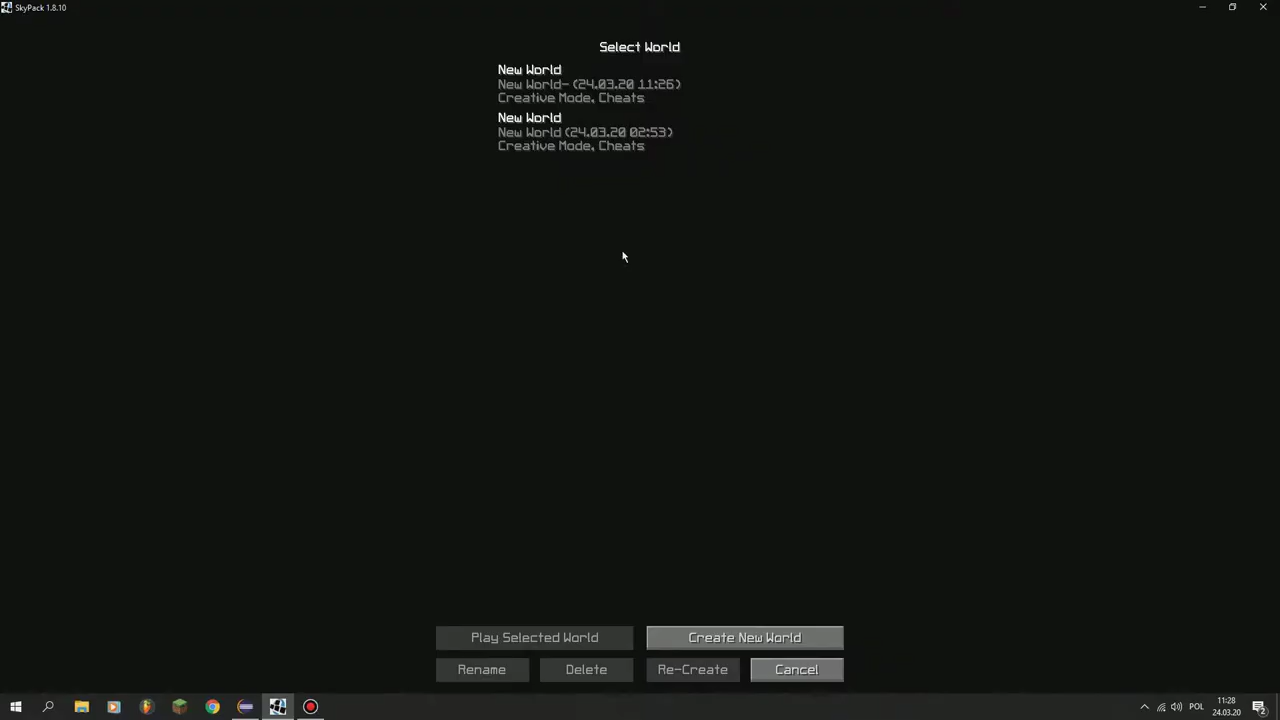 SkyPack 1.8.10
Select World
New World
New World- (24.03.20 11:26)
Creative Mode, Cheats
New World
New World (24.03.20 02:53)
Creative Mode, Cheats
Play Selected World
Create New World
Rename
Delete
Re-Create
Cancel
POL
11:28
24.03.20
2